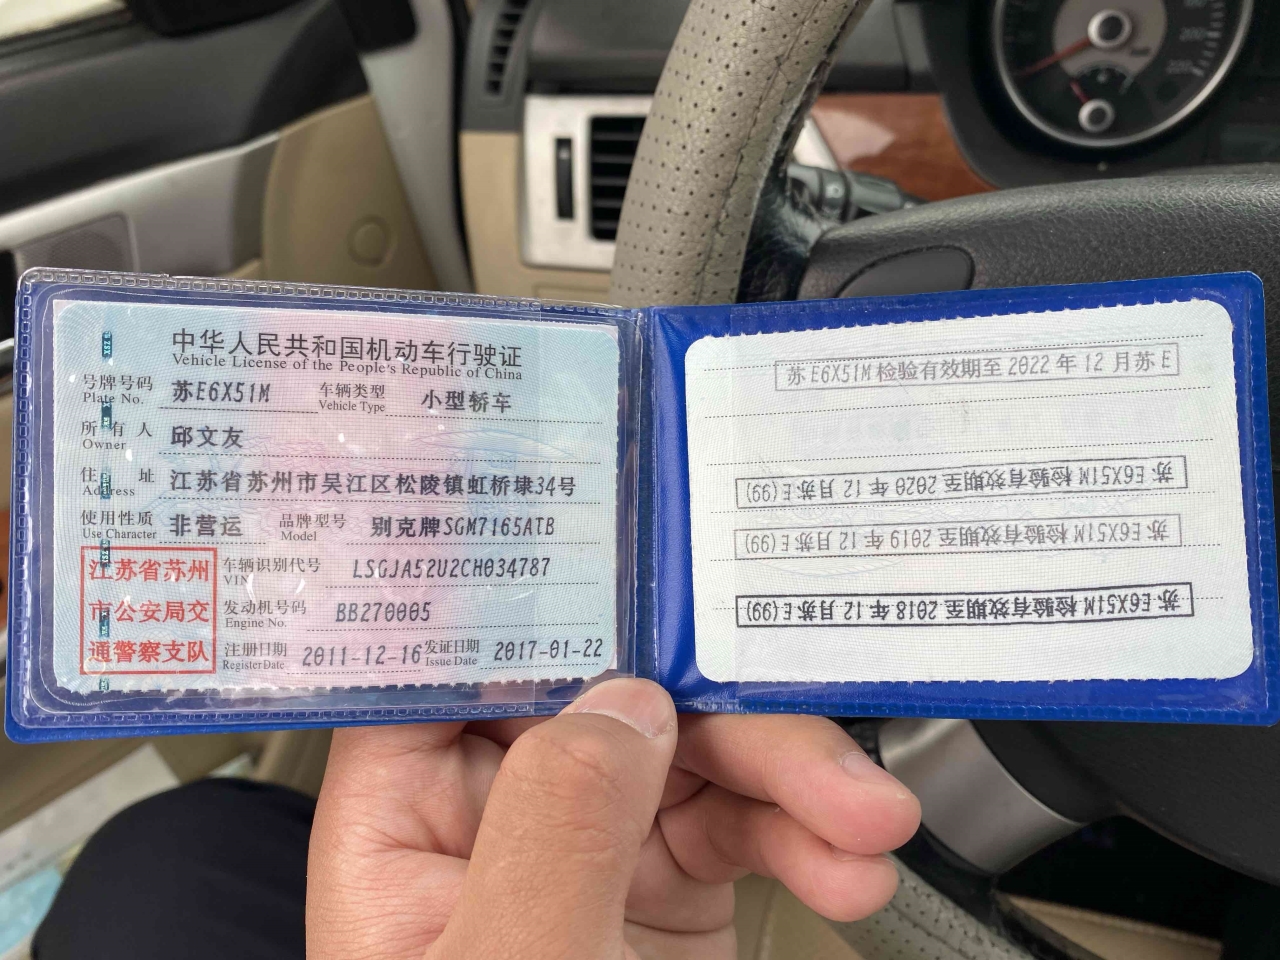 中华人民共和国机动车行驶证
Vehicle License of the People's Republic of China
号牌号码 苏E6X51M 车辆类型 小型轿车
Plate No. Vehicle Type
所有人 邱文友
Owner
住址 江苏省苏州市吴江区松陵镇虹桥埭34号
Address
使用性质 非营运 品牌型号 别克牌SGM7165ATB
Use Character Model
江苏省苏州
市公安局交
通警察支队
车辆识别代号 LSGJA52U2CH034787
VIN
发动机号码 BB270005
Engine No.
注册日期 2011-12-16 发证日期 2017-01-22
Register Date Issue Date
苏E6X51M检验有效期至2022年12月苏E
苏E6X51M 检验有效期至2020年12月苏E(99)
苏E6X51M 检验有效期至2019年12月苏E(99)
苏E6X51M 检验有效期至2018年12月苏E(99)
200
220